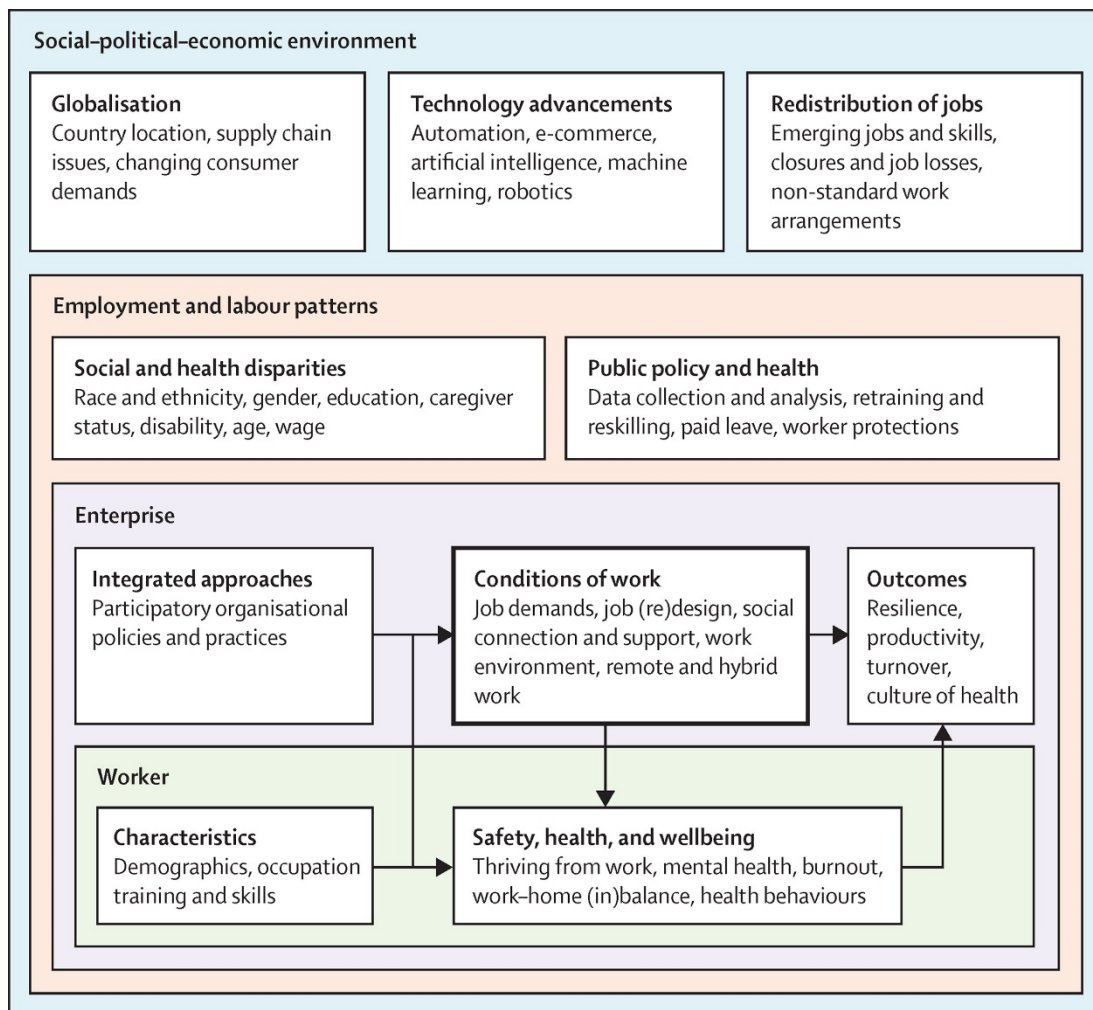 Social–political–economic environment
Globalisation
Country location, supply chain
issues, changing consumer
demands
Technology advancements
Automation, e-commerce,
artificial intelligence, machine
learning, robotics
Redistribution of jobs
Emerging jobs and skills,
closures and job losses,
non-standard work
arrangements
Employment and labour patterns
Social and health disparities
Race and ethnicity, gender, education, caregiver
status, disability, age, wage
Public policy and health
Data collection and analysis, retraining and
reskilling, paid leave, worker protections
Enterprise
Integrated approaches
Participatory organisational
policies and practices
Conditions of work
Job demands, job (re)design, social
connection and support, work
environment, remote and hybrid
work
Outcomes
Resilience,
productivity,
turnover,
culture of health
Worker
Characteristics
Demographics, occupation
training and skills
Safety, health, and wellbeing
Thriving from work, mental health, burnout,
work–home (in)balance, health behaviours